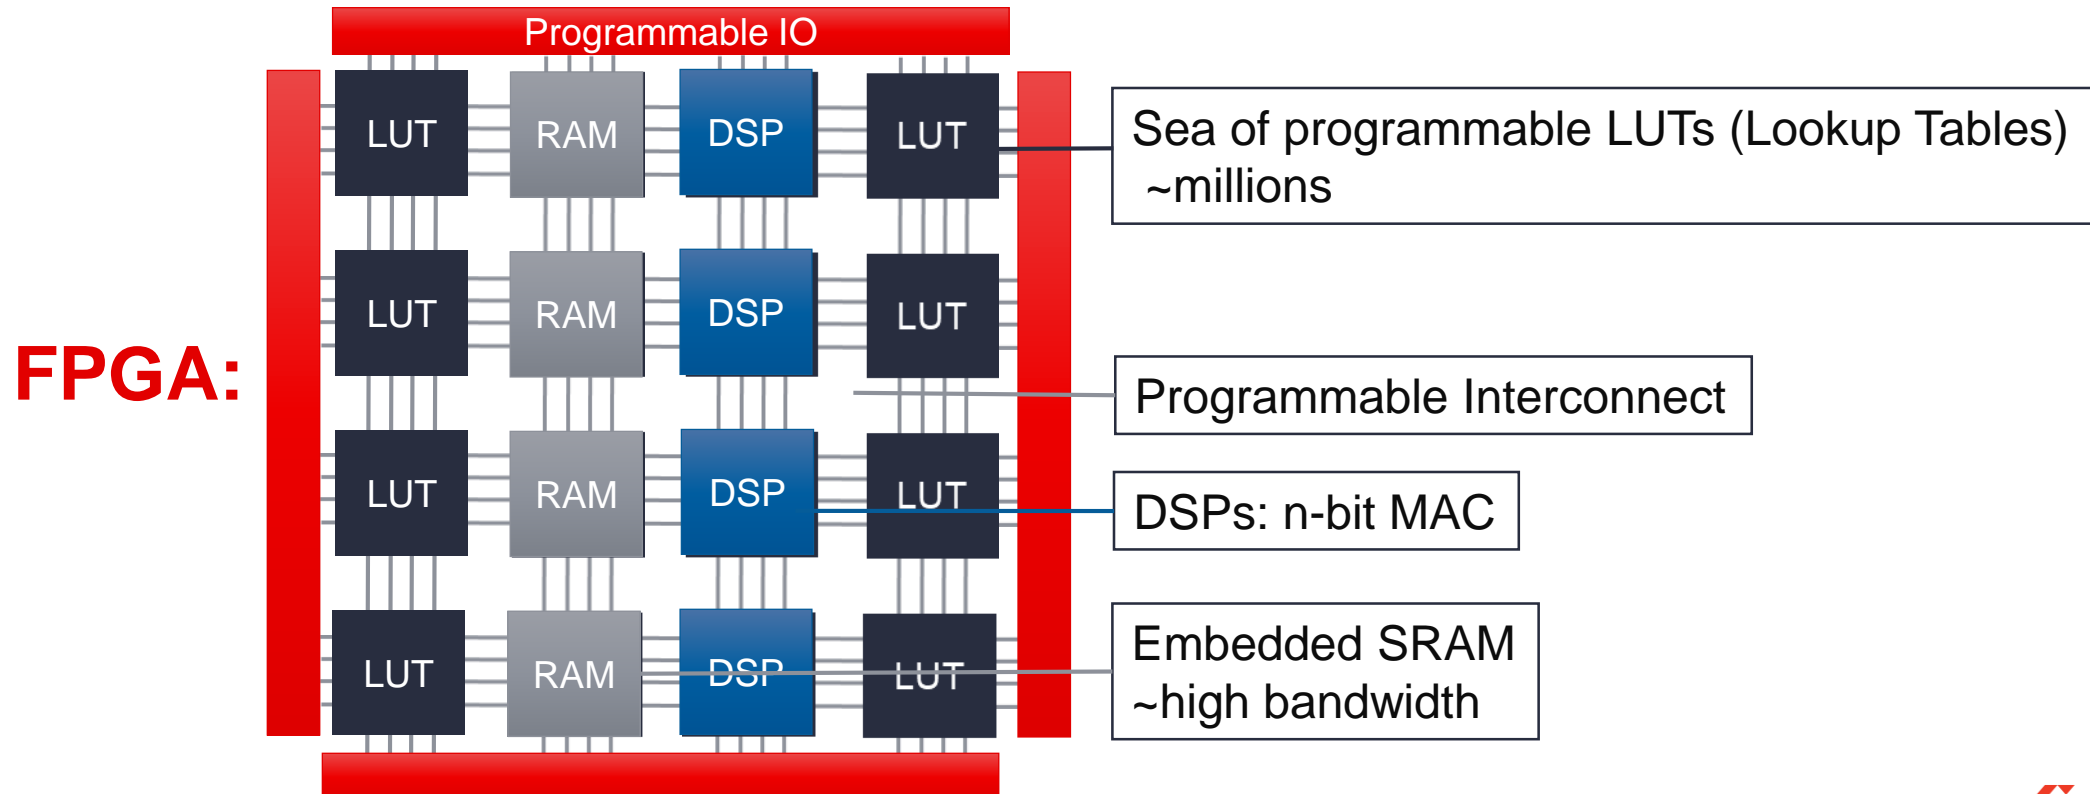 Programmable IO
LUT RAM DSP LUT
Sea of programmable LUTs (Lookup Tables)
~millions
LUT RAM DSP LUT
FPGA:
Programmable Interconnect
LUT RAM DSP LUT
DSPs: n-bit MAC
LUT RAM DSP LUT
Embedded SRAM
~high bandwidth